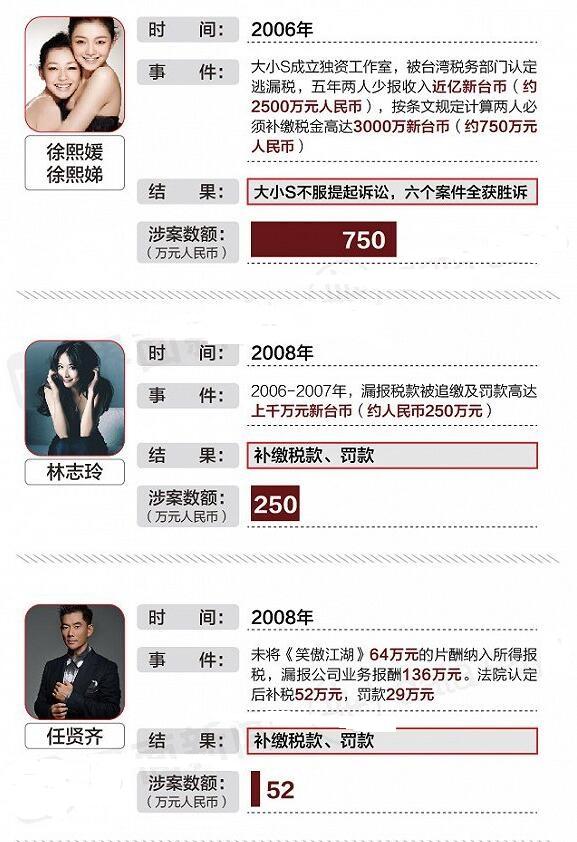 时 间：
2006年
事 件：
大小S成立独资工作室，被台湾税务部门认定
逃漏税，五年两人少报收入近亿新台币（约
2500万元人民币），按条文规定计算两人必
须补缴税金高达3000万新台币（约750万元
人民币）
徐熙媛
徐熙娣
结 果：
大小S不服提起诉讼，六个案件全获胜诉
涉案数额：
（万元人民币）
750
时 间：
2008年
事 件：
2006-2007年，漏报税款被追缴及罚款高达
上千万元新台币（约人民币250万元）
林志玲
结 果：
补缴税款、罚款
涉案数额：
（万元人民币）
250
时 间：
2008年
事 件：
未将《笑傲江湖》64万元的片酬纳入所得报
税，漏报公司业务报酬136万元。法院认定
后补税52万元，罚款29万元
任贤齐
结 果：
补缴税款、罚款
涉案数额：
（万元人民币）
52